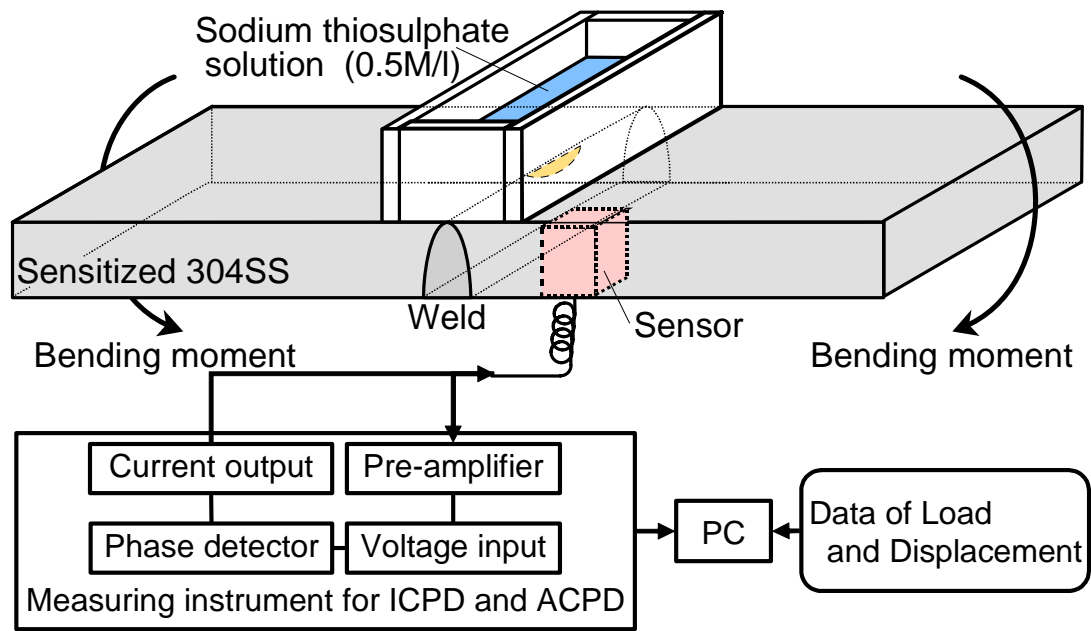 Sodium thiosulphate
solution (0.5M/l)
Sensitized 304SS
Weld
Sensor
Bending moment
Bending moment
Current output
Pre-amplifier
Phase detector
Voltage input
Measuring instrument for ICPD and ACPD
PC
Data of Load
and Displacement